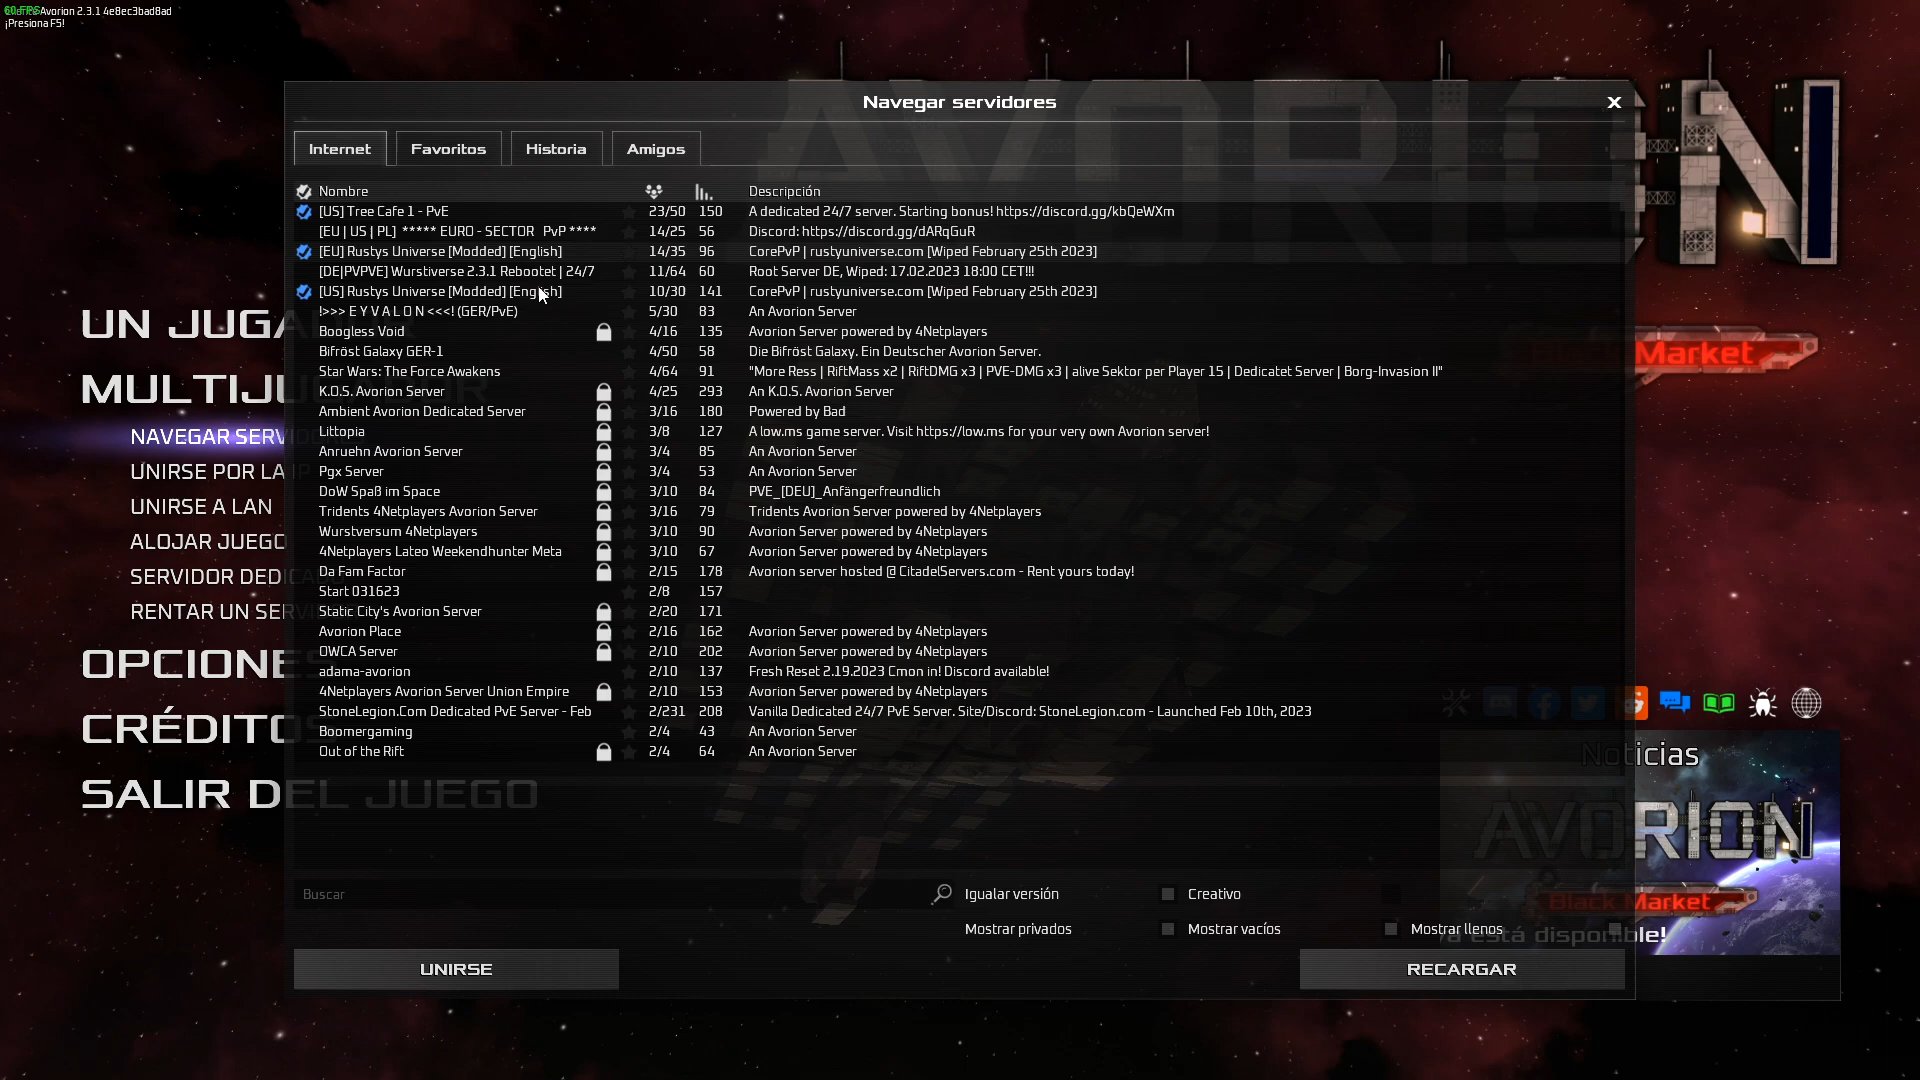 60 FPS Avorion 2.3.1 4e8ec3bad8ad
¡Presiona F5!
AVORION
Navegar servidores
X
Internet
Favoritos
Historia
Amigos
Nombre Descripción
[US] Tree Cafe 1 - PvE 23/50 150 A dedicated 24/7 server. Starting bonus! https://discord.gg/kbQeWXm
[EU | US | PL] ***** EURO - SECTOR PvP **** 14/25 56 Discord: https://discord.gg/dARqGuR
[EU] Rustys Universe [Modded] [English] 14/35 96 CorePvP | rustyuniverse.com [Wiped February 25th 2023]
[DE|PVPVE] Wurstiverse 2.3.1 Rebootet | 24/7 11/64 60 Root Server DE, Wiped: 17.02.2023 18:00 CET!!!
[US] Rustys Universe [Modded] [English] 10/30 141 CorePvP | rustyuniverse.com [Wiped February 25th 2023]
!>>> E Y V A L O N <<<! (GER/PvE) 5/30 83 An Avorion Server
Boogless Void 4/16 135 Avorion Server powered by 4Netplayers
Bifröst Galaxy GER-1 4/50 58 Die Bifröst Galaxy. Ein Deutscher Avorion Server.
Star Wars: The Force Awakens 4/64 91 "More Ress | RiftMass x2 | RiftDMG x3 | PVE-DMG x3 | alive Sektor per Player 15 | Dedicatet Server | Borg-Invasion II"
K.O.S. Avorion Server 4/25 293 An K.O.S. Avorion Server
Ambient Avorion Dedicated Server 3/16 180 Powered by Bad
Littopia 3/8 127 A low.ms game server. Visit https://low.ms for your very own Avorion server!
Anruehn Avorion Server 3/4 85 An Avorion Server
Pgx Server 3/4 53 An Avorion Server
DoW Spaß im Space 3/10 84 PVE_[DEU]_Anfängerfreundlich
Tridents 4Netplayers Avorion Server 3/16 79 Tridents Avorion Server powered by 4Netplayers
Wurstversum 4Netplayers 3/10 90 Avorion Server powered by 4Netplayers
4Netplayers Lateo Weekendhunter Meta 3/10 67 Avorion Server powered by 4Netplayers
Da Fam Factor 2/15 178 Avorion server hosted @ CitadelServers.com - Rent yours today!
Start 031623 2/8 157
Static City's Avorion Server 2/20 171
Avorion Place 2/16 162 Avorion Server powered by 4Netplayers
OWCA Server 2/10 202 Avorion Server powered by 4Netplayers
adama-avorion 2/10 137 Fresh Reset 2.19.2023 Cmon in! Discord available!
4Netplayers Avorion Server Union Empire 2/10 153 Avorion Server powered by 4Netplayers
StoneLegion.Com Dedicated PvE Server - Feb 2/231 208 Vanilla Dedicated 24/7 PvE Server. Site/Discord: StoneLegion.com - Launched Feb 10th, 2023
Boomergaming 2/4 43 An Avorion Server
Out of the Rift 2/4 64 An Avorion Server
Buscar
Igualar versión
Creativo
Mostrar privados
Mostrar vacíos
Mostrar llenos
UNIRSE
RECARGAR
UN JUGA
MULTIJUGADOR
NAVEGAR SERVI
UNIRSE POR LA IP
UNIRSE A LAN
ALOJAR JUEGO
SERVIDOR DEDICADO
RENTAR UN SERVI
OPCIONES
CRÉDITOS
SALIR DEL JUEGO
Black Market
Noticias
AVORION
Black Market
Ya está disponible!